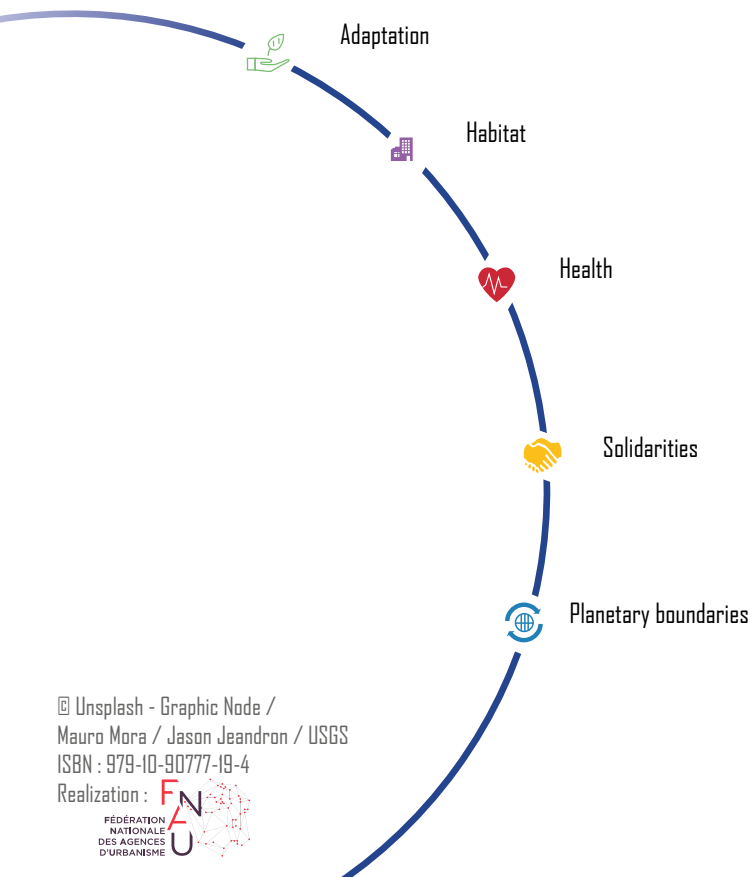 Adaptation
Habitat
Health
Solidarities
Planetary boundaries
© Unsplash - Graphic Node /
Mauro Mora / Jason Jeandron / USGS
ISBN : 979-10-90777-19-4
Realization :
FNAU
FÉDÉRATION
NATIONALE
DES AGENCES
D'URBANISME